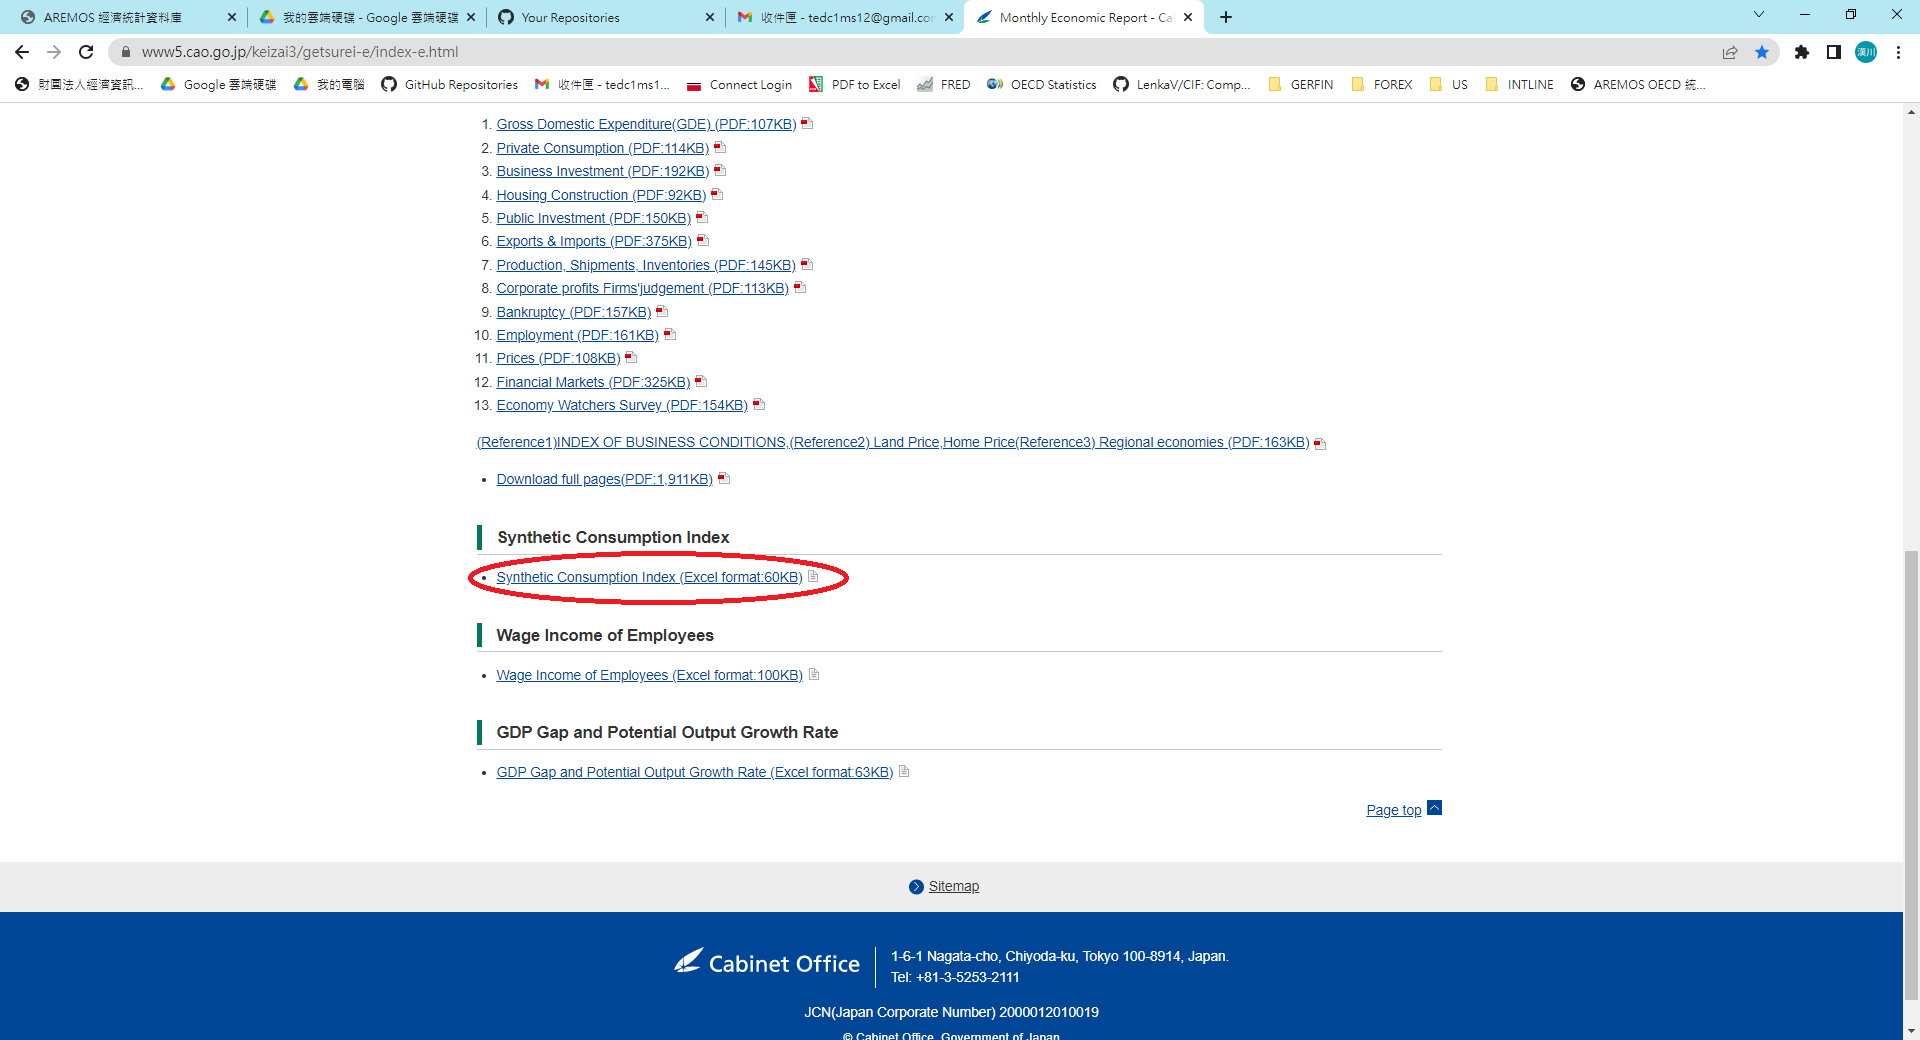 AREMOS 經濟統計資料庫
我的雲端硬碟 - Google 雲端硬碟
Your Repositories
收件匣 - tedc1ms12@gmail.cor
Monthly Economic Report - Ca
www5.cao.go.jp/keizai3/getsurei-e/index-e.html
漢川
財團法人經濟資訊...
Google 雲端硬碟
我的電腦
GitHub Repositories
收件匣 - tedc1ms1...
Connect Login
PDF to Excel
FRED
OECD Statistics
LenkaV/CIF: Comp...
GERFIN
FOREX
US
INTLINE
AREMOS OECD 統...
1. Gross Domestic Expenditure(GDE) (PDF:107KB)
2. Private Consumption (PDF:114KB)
3. Business Investment (PDF:192KB)
4. Housing Construction (PDF:92KB)
5. Public Investment (PDF:150KB)
6. Exports & Imports (PDF:375KB)
7. Production, Shipments, Inventories (PDF:145KB)
8. Corporate profits Firms'judgement (PDF:113KB)
9. Bankruptcy (PDF:157KB)
10. Employment (PDF:161KB)
11. Prices (PDF:108KB)
12. Financial Markets (PDF:325KB)
13. Economy Watchers Survey (PDF:154KB)
(Reference1)INDEX OF BUSINESS CONDITIONS,(Reference2) Land Price,Home Price(Reference3) Regional economies (PDF:163KB)
• Download full pages(PDF:1,911KB)
Synthetic Consumption Index
• Synthetic Consumption Index (Excel format:60KB)
Wage Income of Employees
• Wage Income of Employees (Excel format:100KB)
GDP Gap and Potential Output Growth Rate
• GDP Gap and Potential Output Growth Rate (Excel format:63KB)
Page top
Sitemap
Cabinet Office
1-6-1 Nagata-cho, Chiyoda-ku, Tokyo 100-8914, Japan.
Tel: +81-3-5253-2111
JCN(Japan Corporate Number) 2000012010019
© Cabinet Office, Government of Japan